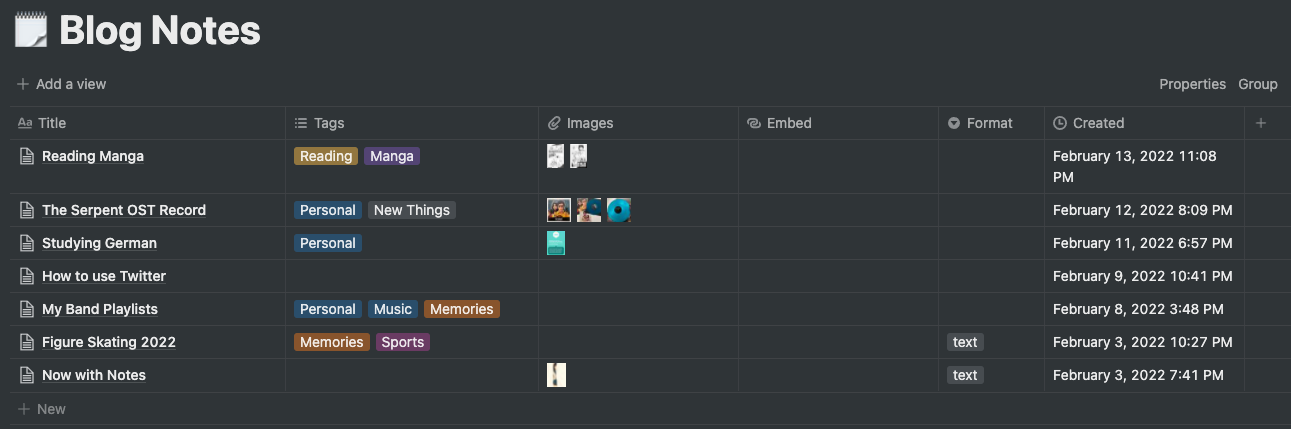 Blog Notes
Add a view Properties Group
Aa Title Tags Images Embed Format Created
Reading Manga Reading Manga February 13, 2022 11:08
PM
The Serpent OST Record Personal New Things February 12, 2022 8:09 PM
Studying German Personal February 11, 2022 6:57 PM
How to use Twitter February 9, 2022 10:41 PM
My Band Playlists Personal Music Memories February 8, 2022 3:48 PM
Figure Skating 2022 Memories Sports text February 3, 2022 10:27 PM
Now with Notes text February 3, 2022 7:41 PM
New